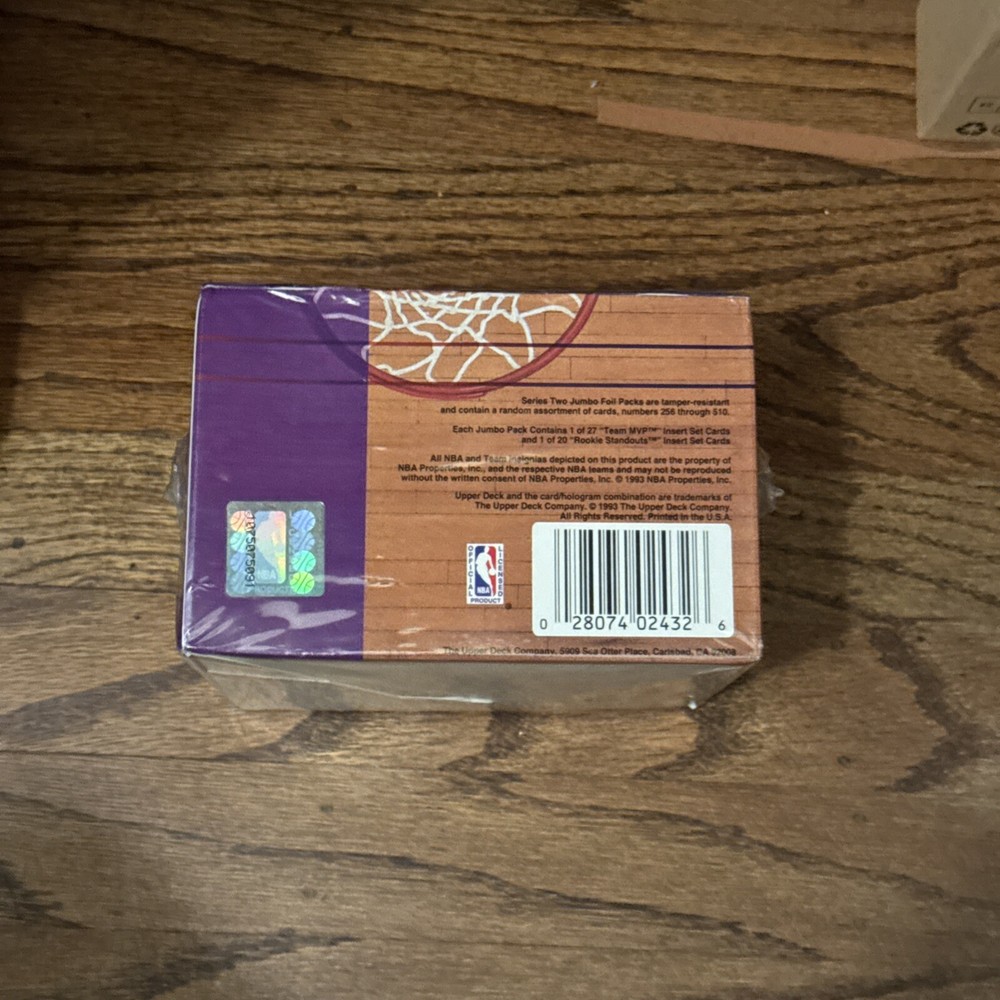 Series Two Jumbo Foil Packs are tamper-resistant
and contain a random assortment of cards, numbers 256 through 510.
Each Jumbo Pack Contains 1 of 27 "Team MVP™" Insert Set Cards
and 1 of 20 "Rookie Standouts™" Insert Set Cards
All NBA and Team insignias depicted on this product are the property of
NBA Properties, Inc., and the respective NBA teams and may not be reproduced
without the written consent of NBA Properties, Inc. © 1993 NBA Properties, Inc.
Upper Deck and the card/hologram combination are trademarks of
The Upper Deck Company. © 1993 The Upper Deck Company.
All Rights Reserved. Printed in the U.S.A.
NBA
PRODUCT
OFFICIAL
LICENSED
NBA
PRODUCT
0 28074 02432 6
The Upper Deck Company, 5909 Sea Otter Place, Carlsbad, CA 92008